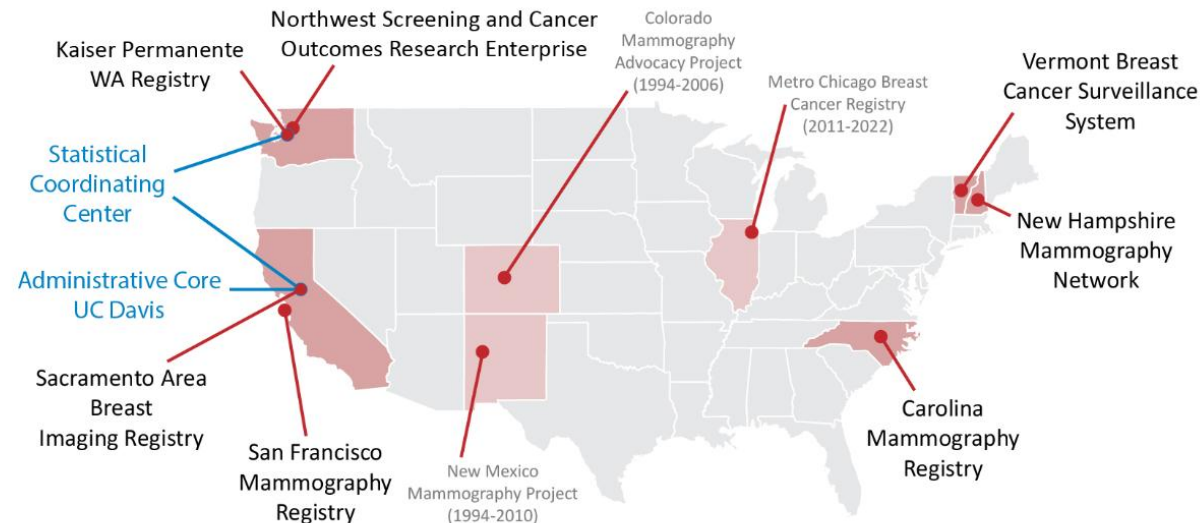 Northwest Screening and Cancer
Outcomes Research Enterprise
Kaiser Permanente
WA Registry
Colorado
Mammography
Advocacy Project
(1994-2006)
Metro Chicago Breast
Cancer Registry
(2011-2022)
Vermont Breast
Cancer Surveillance
System
Statistical
Coordinating
Center
New Hampshire
Mammography
Network
Administrative Core
UC Davis
Sacramento Area
Breast
Imaging Registry
San Francisco
Mammography
Registry
New Mexico
Mammography Project
(1994-2010)
Carolina
Mammography
Registry